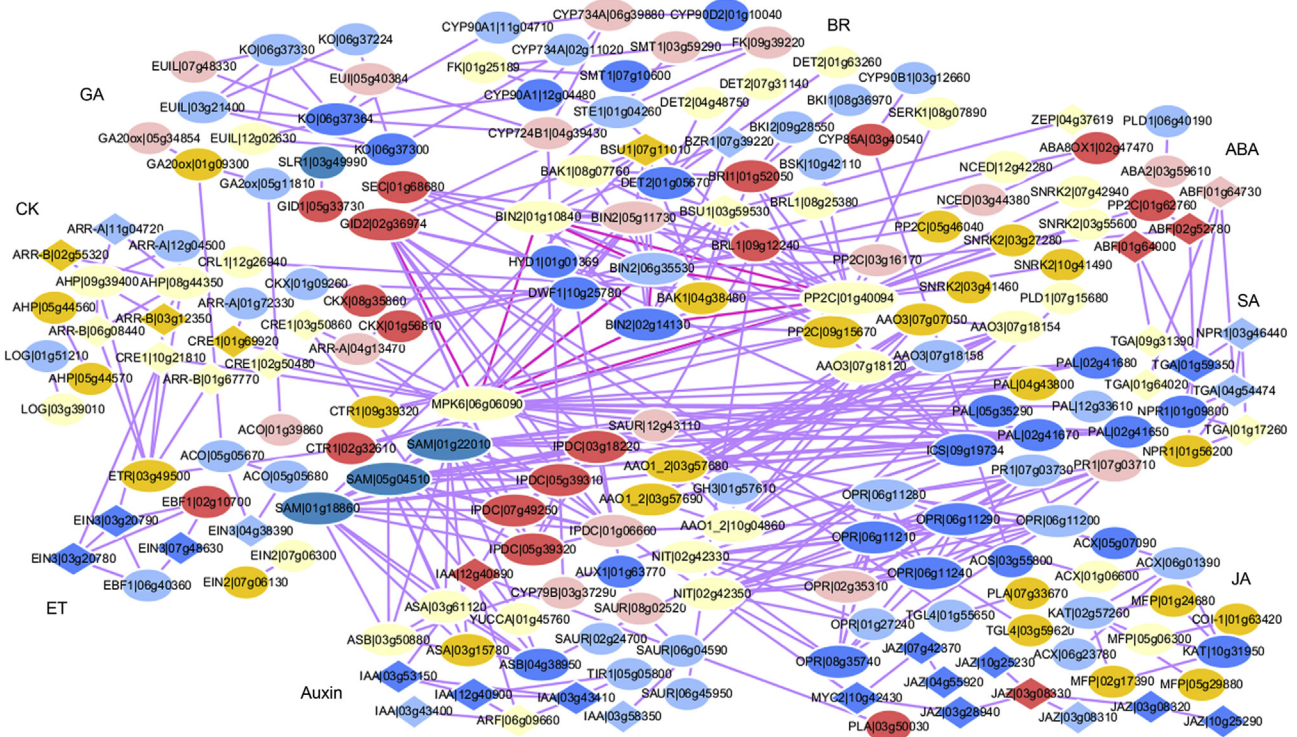 CYP734A|06g39880
CYP90D2|01g10040
CYP90A1|11g04710
BR
KO|06g37224
KO|06g37330
CYP734A|02g11020
SMT1|03g59290
FK|09g39220
EUIL|07g48330
FK|01g25189
DET2|01g63260
EUI|05g40384
SMT1|07g10600
CYP90B1|03g12660
DET2|07g31140
GA
CYP90A1|12g04480
DET2|04g48750
BKI1|08g36970
EUIL|03g21400
STE1|01g04260
SERK1|08g07890
KO|06g37364
ZEP|04g37619
PLD1|06g40190
BKI2|09g28550
CYP724B1|04g39430
GA20ox|05g34854
EUIL|12g02630
BZR1|07g39220
CYP85A|03g40540
ABA8OX1|02g47470
KO|06g37300
BSU1|07g11010
ABA
GA20ox|01g09300
SLR1|03g49990
BSK|10g42110
NCED|12g42280
ABA2|03g59610
BAK1|08g07760
BRI1|01g52050
GA2ox|05g11810
SEC|01g68680
DET2|01g05670
SNRK2|07g42940
ABF|01g64730
GID1|05g33730
BRL1|08g25380
NCED|03g44380
PP2C|01g62760
CK
GID2|02g36974
BIN2|01g10840
BIN2|05g11730
BSU1|03g59530
PP2C|05g46040
SNRK2|03g55600
ABF|02g52780
ARR-A|11g04720
ARR-A|12g04500
BRL1|09g12240
SNRK2|03g27280
ABF|01g64000
ARR-B|02g55320
CRL1|12g26940
HYD1|01g01369
BIN2|06g35530
PP2C|03g16170
SNRK2|10g41490
AHP|09g39400
AHP|08g44350
CKX|01g09260
SNRK2|03g41460
DWF1|10g25780
BAK1|04g38480
PP2C|01g40094
PLD1|07g15680
AHP|05g44560
ARR-A|01g72330
CKX|08g35860
SA
ARR-B|03g12350
CRE1|03g50860
CKX|01g56810
BIN2|02g14130
AAO3|07g07050
AAO3|07g18154
ARR-B|06g08440
PP2C|09g15670
NPR1|03g46440
CRE1|01g69920
ARR-A|04g13470
TGA|09g31390
LOG|01g51210
CRE1|10g21810
CRE1|02g50480
AAO3|07g18158
PAL|02g41680
TGA|01g59350
AHP|05g44570
ARR-B|01g67770
AAO3|07g18120
PAL|04g43800
TGA|01g64020
TGA|04g54474
LOG|03g39010
CTR1|09g39320
MPK6|06g06090
PAL|05g35290
PAL|12g33610
NPR1|01g09800
ACO|01g39860
SAUR|12g43110
PAL|02g41670
PAL|02g41650
TGA|01g17260
CTR1|02g32610
SAM|01g22010
IPDC|03g18220
ICS|09g19734
NPR1|01g56200
ACO|05g05670
AAO1_2|03g57680
PR1|07g03730
PR1|07g03710
ETR|03g49500
ACO|05g05680
SAM|05g04510
IPDC|05g39310
GH3|01g57610
OPR|06g11280
EBF1|02g10700
SAM|01g18860
IPDC|07g49250
AAO1_2|03g57690
OPR|06g11290
OPR|06g11200
EIN3|03g20790
EIN3|04g38390
IPDC|01g06660
AAO1_2|10g04860
OPR|06g11210
ACX|05g07090
EIN3|03g20780
EIN3|07g48630
EIN2|07g06300
IPDC|05g39320
NIT|02g42330
AOS|03g55800
ACX|06g01390
EBF1|06g40360
EIN2|07g06130
IAA|12g40890
AUX1|01g63770
OPR|06g11240
ACX|01g06600
JA
CYP79B|03g37290
NIT|02g42350
OPR|02g35310
PLA|07g33670
MFP|01g24680
ET
ASA|03g61120
SAUR|08g02520
TGL4|01g55650
KAT|02g57260
COI-1|01g63420
YUCCA|01g45760
OPR|01g27240
TGL4|03g59620
MFP|05g06300
ASB|03g50880
SAUR|02g24700
SAUR|06g04590
JAZ|07g42370
ACX|06g23780
KAT|10g31950
ASA|03g15780
ASB|04g38950
OPR|08g35740
JAZ|10g25230
IAA|03g53150
TIR1|05g05800
JAZ|04g55920
MFP|02g17390
MFP|05g29880
Auxin
IAA|12g40900
IAA|03g43410
SAUR|06g45950
MYC2|10g42430
JAZ|03g08330
JAZ|03g08320
IAA|03g43400
ARF|06g09660
IAA|03g58350
JAZ|03g28940
JAZ|03g08310
JAZ|10g25290
PLA|03g50030